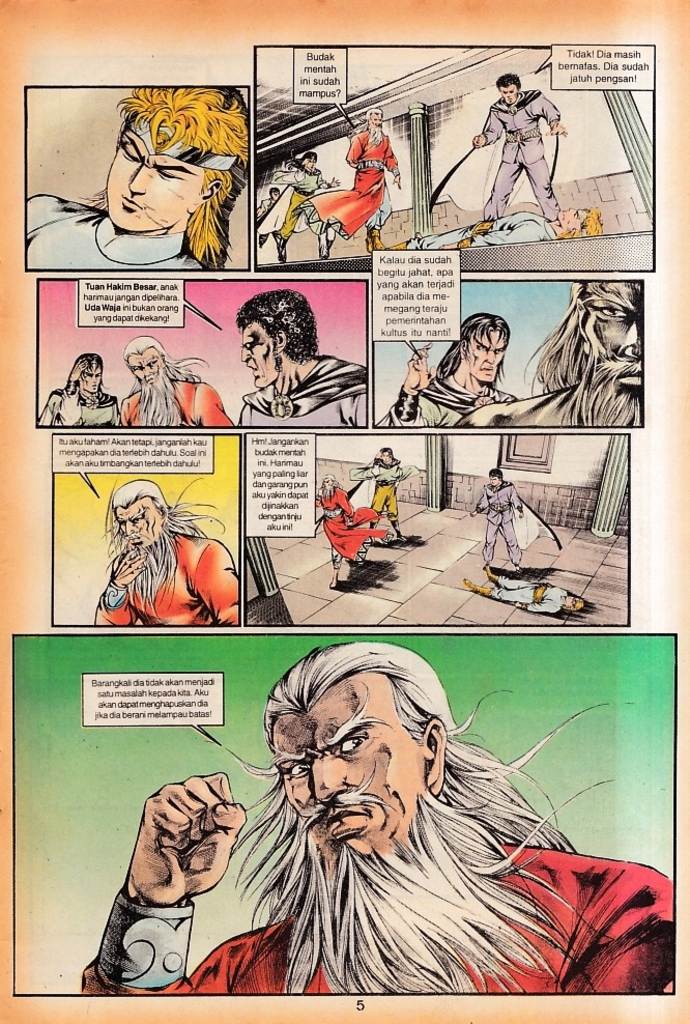 Budak
mentah
ini sudah
mampus?
Tidak! Dia masih
bernafas. Dia sudah
jatuh pengsan!
Tuan Hakim Besar, anak
harimau jangan dipelihara.
Uda Waja ini bukan orang
yang dapat dikekang!
Kalau dia sudah
begitu jahat, apa
yang akan terjadi
apabila dia me-
megang teraju
pemerintahan
kultus itu nanti!
Itu aku faham! Akan tetapi, janganlah kau
mengapakan dia terlebih dahulu. Soal ini
akan aku timbangkan terlebih dahulu!
Hm! Jangankan
budak mentah
ini. Harimau
yang paling liar
dan garang pun
aku yakin dapat
dijinakkan
dengan tinju
aku ini!
Barangkali dia tidak akan menjadi
satu masalah kepada kita. Aku
akan dapat menghapuskan dia
jika dia berani melampau batas!
5